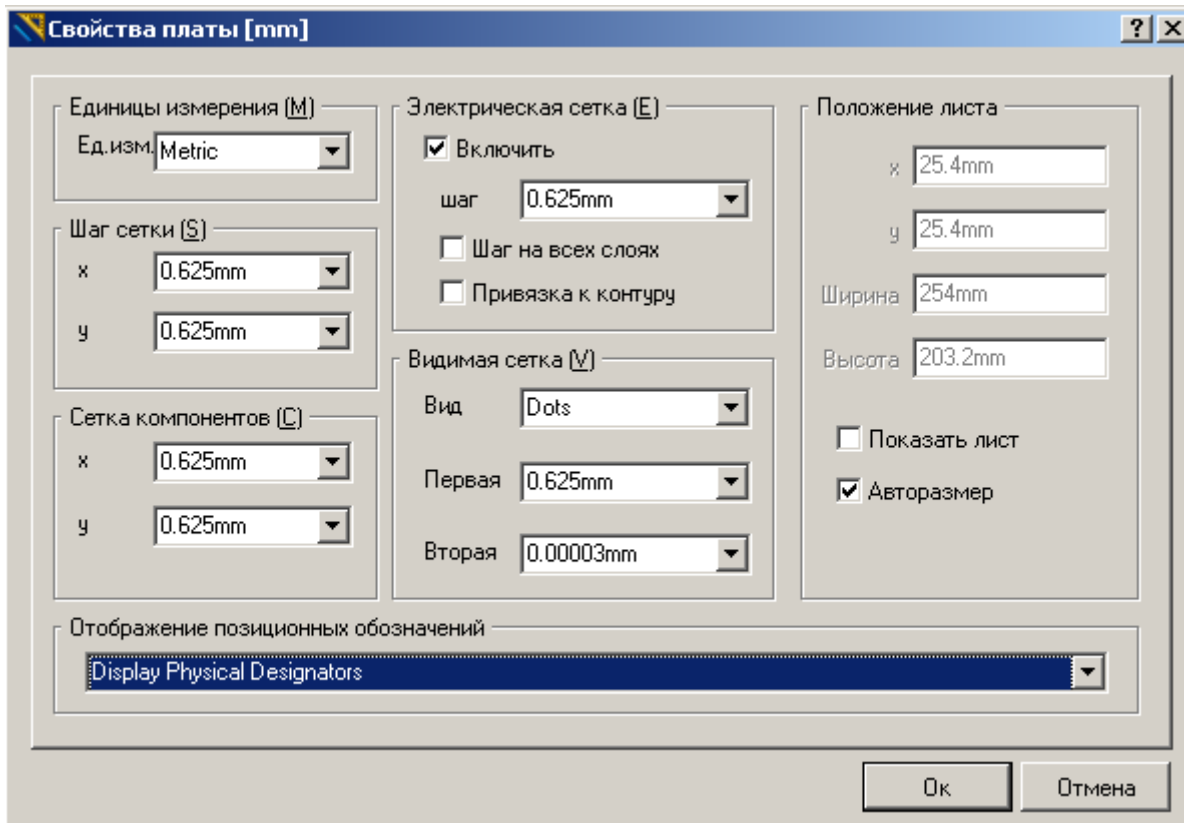 Свойства платы [mm]
Единицы измерения (M)
Ед.изм. Metric
Шаг сетки (S)
x 0.625mm
y 0.625mm
Сетка компонентов (C)
x 0.625mm
y 0.625mm
Электрическая сетка (E)
Включить
шаг 0.625mm
Шаг на всех слоях
Привязка к контуру
Видимая сетка (V)
Вид Dots
Первая 0.625mm
Вторая 0.00003mm
Положение листа
x 25.4mm
y 25.4mm
Ширина 254mm
Высота 203.2mm
Показать лист
Авторазмер
Отображение позиционных обозначений
Display Physical Designators
Ок Отмена